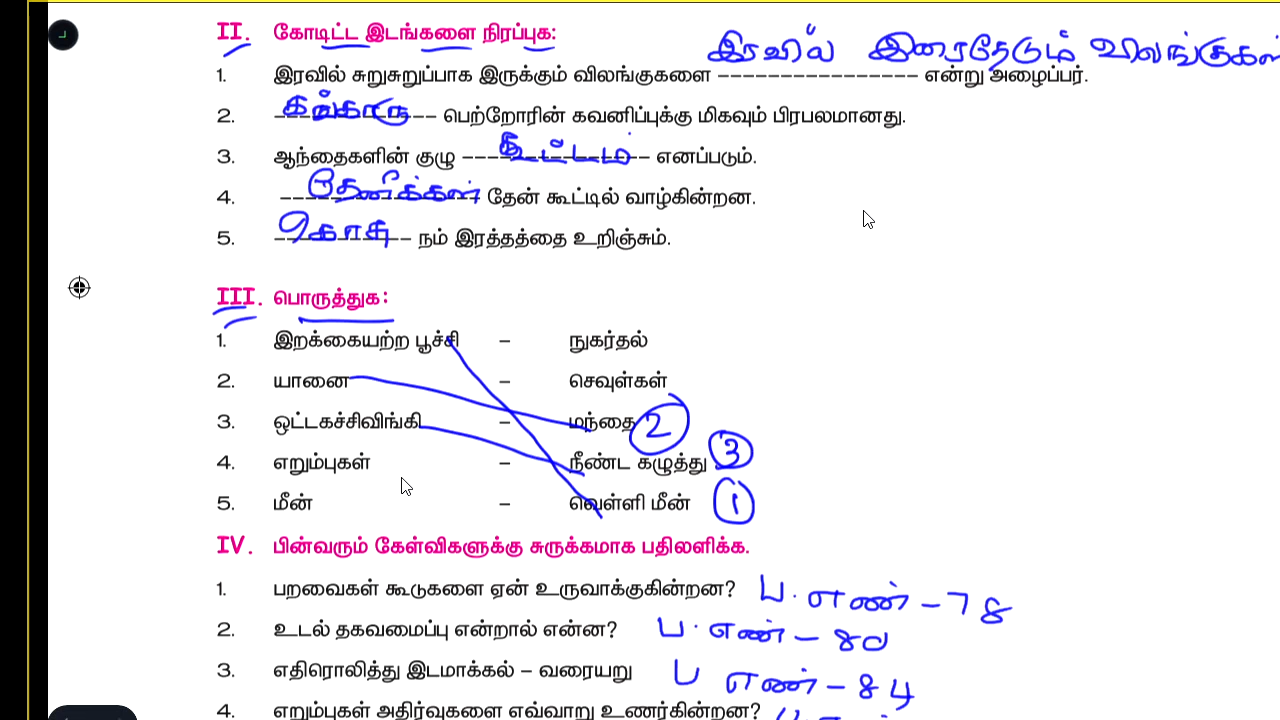 II. கோடிட்ட இடங்களை நிரப்புக:
இரவில் இரைதேடும் விலங்குகள்
1. இரவில் சுறுசுறுப்பாக இருக்கும் விலங்குகளை ---------------- என்று அழைப்பர்.
2. கங்காரு பெற்றோரின் கவனிப்புக்கு மிகவும் பிரபலமானது.
3. ஆந்தைகளின் குழு கூட்டம் எனப்படும்.
4. தேனீக்கள் தேன் கூட்டில் வாழ்கின்றன.
5. கொசு நம் இரத்தத்தை உறிஞ்சும்.
III. பொருத்துக:
1. இறக்கையற்ற பூச்சி – நுகர்தல்
2. யானை – செவுள்கள்
3. ஒட்டகச்சிவிங்கி – மந்தை 2
4. எறும்புகள் – நீண்ட கழுத்து 3
5. மீன் – வெள்ளி மீன் 1
IV. பின்வரும் கேள்விகளுக்கு சுருக்கமாக பதிலளிக்க.
1. பறவைகள் கூடுகளை ஏன் உருவாக்குகின்றன? ப. எண் – 78
2. உடல் தகவமைப்பு என்றால் என்ன? ப. எண் – 80
3. எதிரொலித்து இடமாக்கல் – வரையறு ப எண் – 84
4. எறும்புகள் அதிர்வுகளை எவ்வாறு உணர்கின்றன?